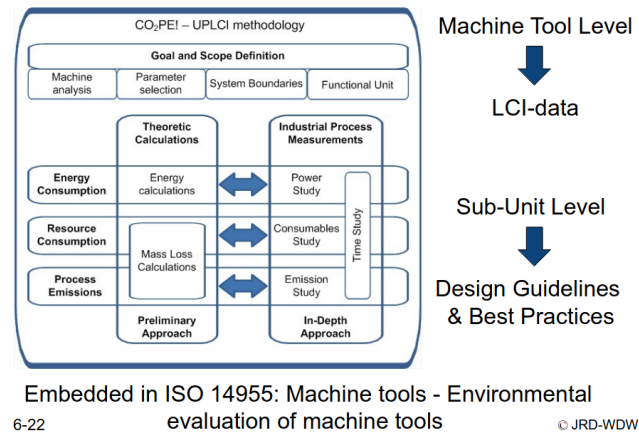 CO₂PE! – UPLCI methodology
Goal and Scope Definition
Machine
analysis
Parameter
selection
System Boundaries
Functional Unit
Theoretic
Calculations
Industrial Process
Measurements
Energy
Consumption
Energy
calculations
Power
Study
Resource
Consumption
Mass Loss
Calculations
Consumables
Study
Time Study
Process
Emissions
Emission
Study
Preliminary
Approach
In-Depth
Approach
Machine Tool Level
LCI-data
Sub-Unit Level
Design Guidelines
& Best Practices
Embedded in ISO 14955: Machine tools - Environmental
evaluation of machine tools
6-22
© JRD-WDW